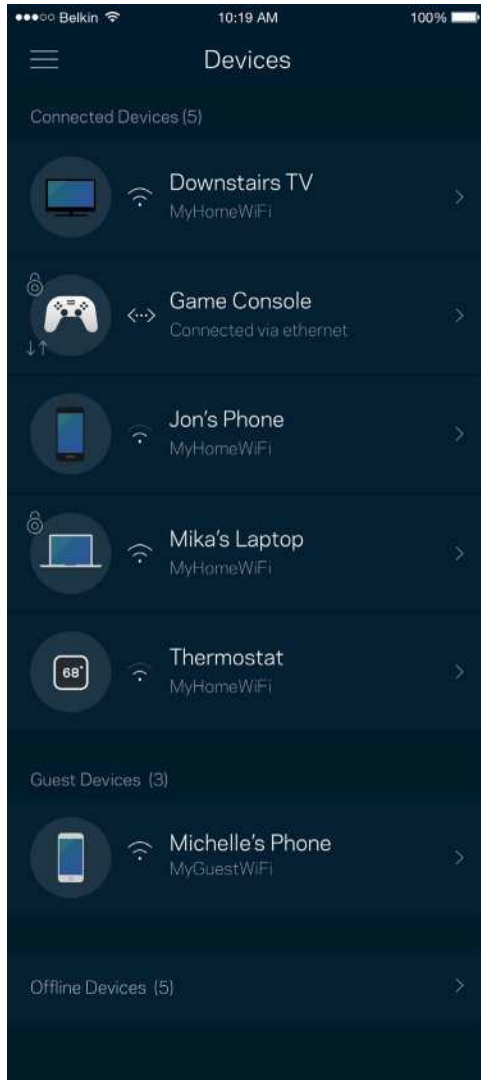 Belkin 10:19 AM 100%
Devices
Connected Devices (5)
Downstairs TV
MyHomeWiFi
Game Console
Connected via ethernet
Jon's Phone
MyHomeWiFi
Mika's Laptop
MyHomeWiFi
68°
Thermostat
MyHomeWiFi
Guest Devices (3)
Michelle's Phone
MyGuestWiFi
Offline Devices (5)